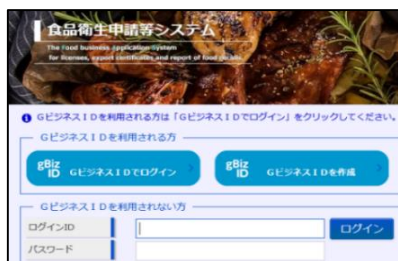 食品衛生申請等システム
The Food business Application System
for licenses, export certificates and report of food recalls
GビジネスIDを利用される方は「GビジネスIDでログイン」をクリックしてください。
GビジネスIDを利用される方
gBiz ID GビジネスIDでログイン
gBiz ID GビジネスIDを作成
GビジネスIDを利用されない方
ログインID
ログイン
パスワード